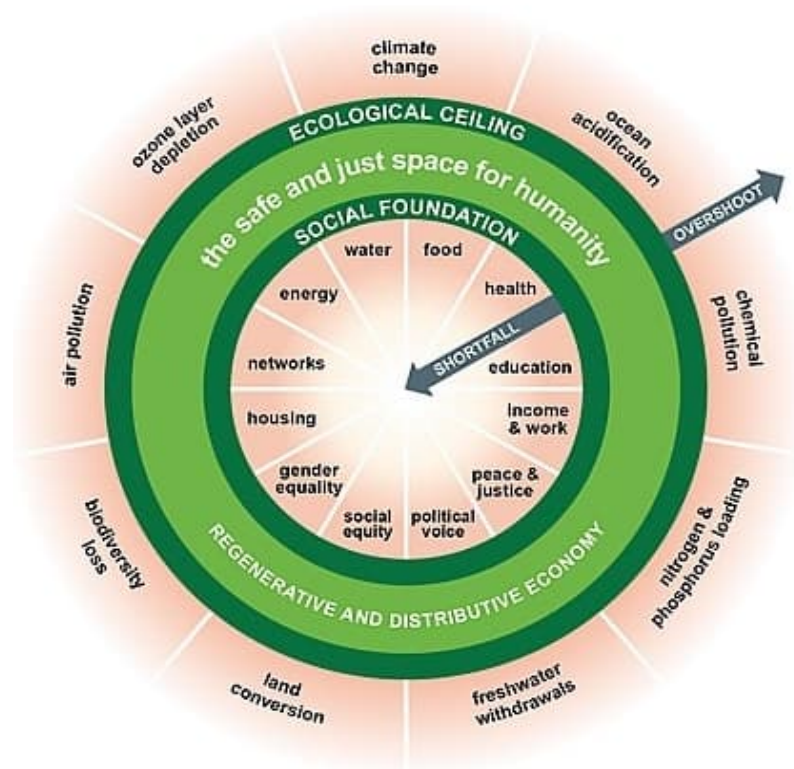 climate
change
ocean
acidification
chemical
pollution
nitrogen &
phosphorus loading
freshwater
withdrawals
land
conversion
biodiversity
loss
air pollution
ozone layer
depletion
OVERSHOOT
ECOLOGICAL CEILING
the safe and just space for humanity
SOCIAL FOUNDATION
water
food
health
SHORTFALL
education
income
& work
peace &
justice
political
voice
social
equity
gender
equality
housing
networks
energy
REGENERATIVE AND DISTRIBUTIVE ECONOMY